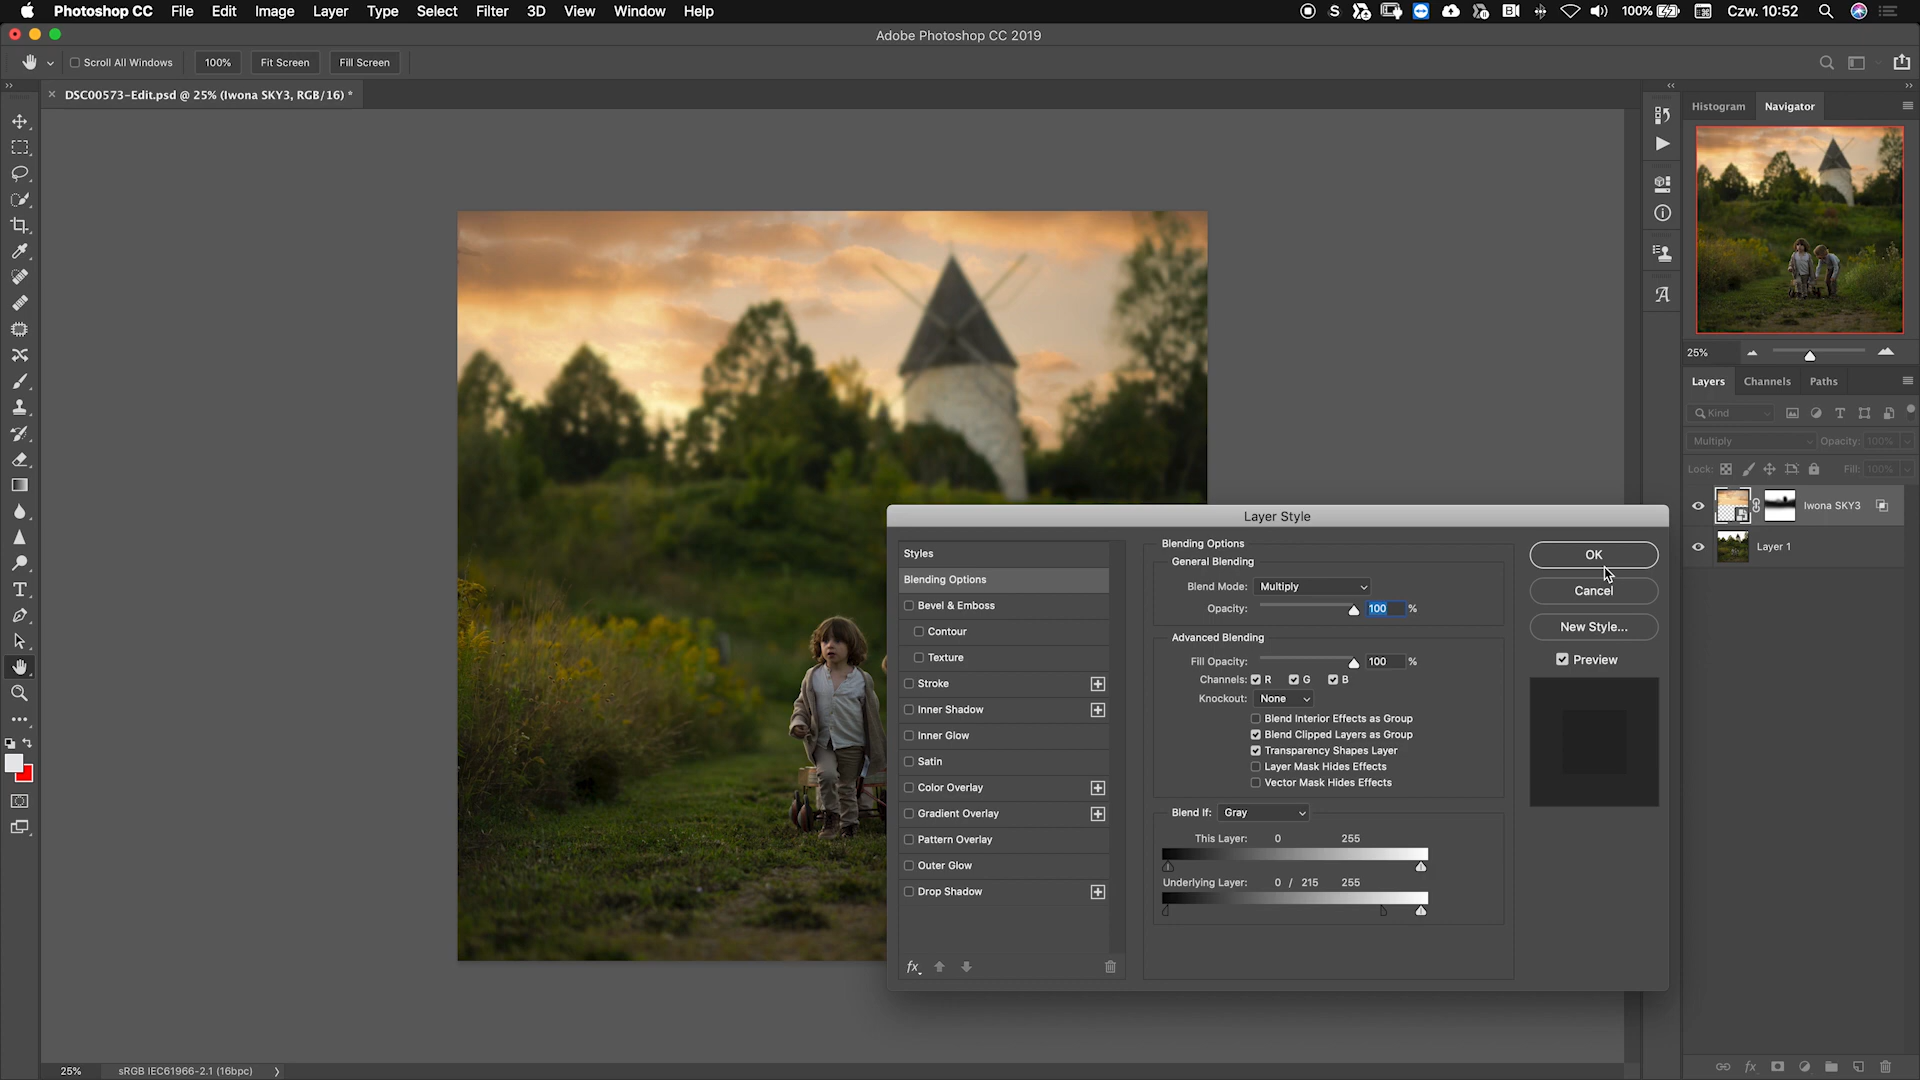 Photoshop CC File Edit Image Layer Type Select Filter 3D View Window Help 100% Czw. 10:52
Adobe Photoshop CC 2019
Scroll All Windows 100% Fit Screen Fill Screen
DSC00573-Edit.psd @ 25% (Iwona SKY3, RGB/16) *
Histogram Navigator
25%
Layers Channels Paths
Kind
Multiply Opacity: 100%
Lock: Fill: 100%
Iwona SKY3
Layer 1
Layer Style
Styles
Blending Options
Bevel & Emboss
Contour
Texture
Stroke
Inner Shadow
Inner Glow
Satin
Color Overlay
Gradient Overlay
Pattern Overlay
Outer Glow
Drop Shadow
fx
Blending Options
General Blending
Blend Mode: Multiply
Opacity: 100 %
Advanced Blending
Fill Opacity: 100 %
Channels: R G B
Knockout: None
Blend Interior Effects as Group
Blend Clipped Layers as Group
Transparency Shapes Layer
Layer Mask Hides Effects
Vector Mask Hides Effects
Blend If: Gray
This Layer: 0 255
Underlying Layer: 0 / 215 255
OK
Cancel
New Style...
Preview
25% sRGB IEC61966-2.1 (16bpc)
fx